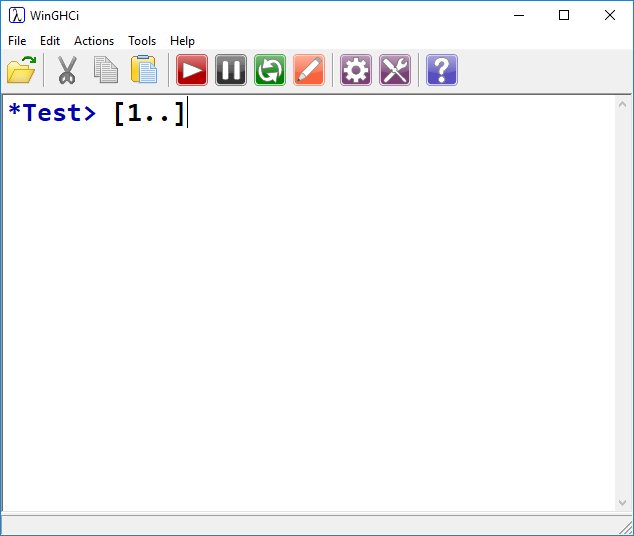 WinGHCi
File Edit Actions Tools Help
*Test> [1..]